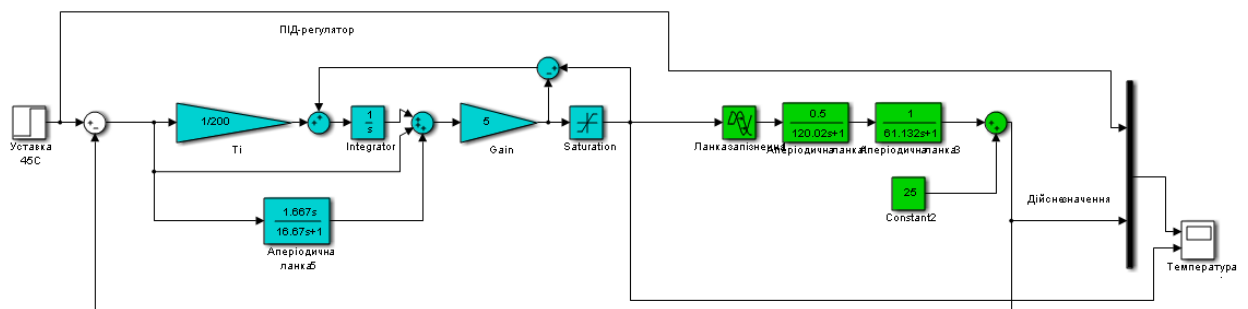 ПІД-регулятор
Уставка
45С
1/200
Ti
1
s
Integrator
5
Gain
Saturation
Ланказапізнення
0.5
120.02s+1
1
61.132s+1
Аперіодичналанка3
25
Constant2
Дійснезначення
1.667s
16.67s+1
Аперіодична
ланка5
Температура